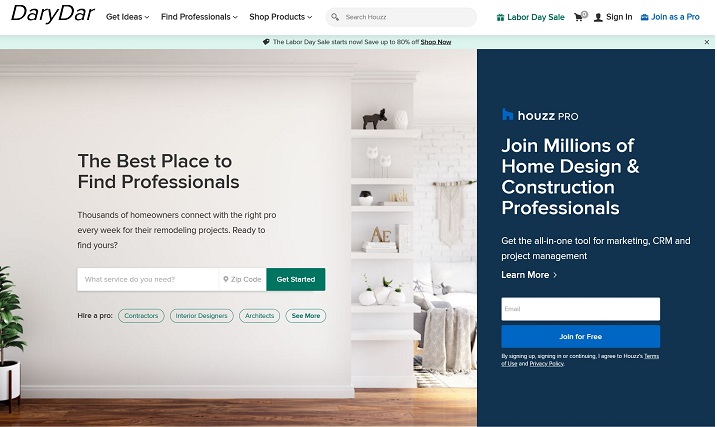 DaryDar
Get Ideas
Find Professionals
Shop Products
Search Houzz
Labor Day Sale
0
Sign In
Join as a Pro
The Labor Day Sale starts now! Save up to 80% off Shop Now
The Best Place to
Find Professionals
Thousands of homeowners connect with the right pro
every week for their remodeling projects. Ready to
find yours?
What service do you need?
Zip Code
Get Started
Hire a pro:
Contractors
Interior Designers
Architects
See More
AE
houzz PRO
Join Millions of
Home Design &
Construction
Professionals
Get the all-in-one tool for marketing, CRM and
project management
Learn More
Email
Join for Free
By signing up, signing in or continuing, I agree to Houzz's Terms
of Use and Privacy Policy.